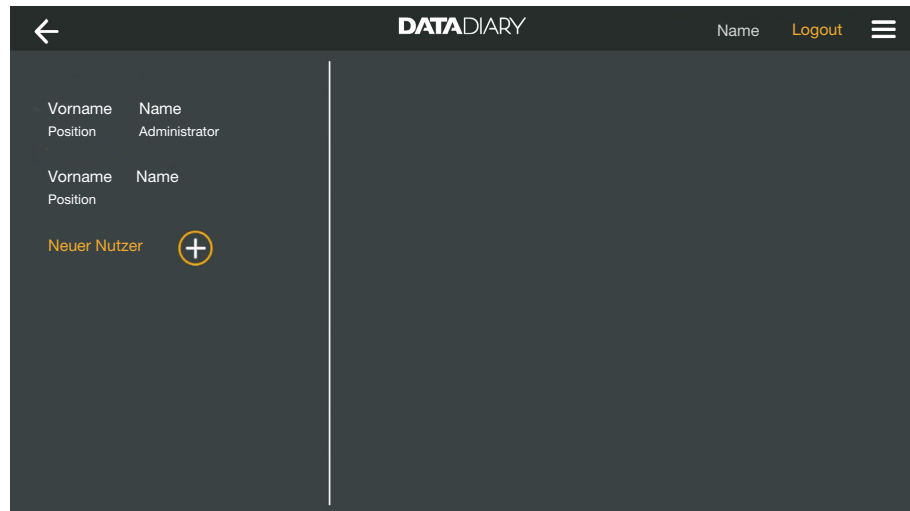 DATADIARY
Name Logout
Vorname Name
Position Administrator
Vorname Name
Position
Neuer Nutzer